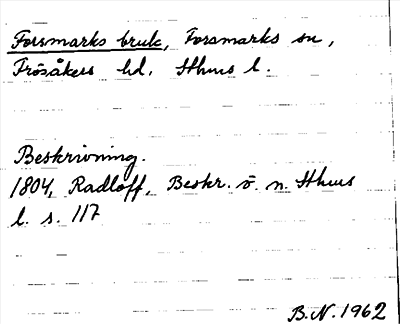 Forsmarks bruk, Forsmarks sn,
Frösåkers hd, Sthms l.
Beskrivning.
1804, Radloff, Beskr. ö. n. Sthms
l. s. 117
B.N. 1962